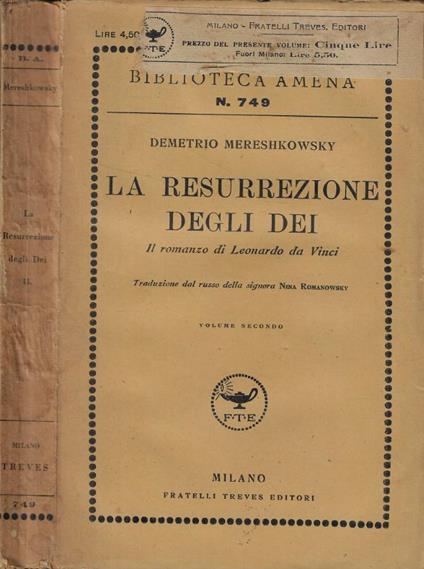 B. A.
Mereshkowsky
La
Resurrezione
degli Dei
II.
MILANO
TREVES
749
LIRE 4,50
F·T·E
MILANO - FRATELLI TREVES, EDITORI
PREZZO DEL PRESENTE VOLUME: Cinque Lire
Fuori Milano: Lire 5,50.
BIBLIOTECA AMENA
N. 749
DEMETRIO MERESHKOWSKY
LA RESURREZIONE
DEGLI DEI
Il romanzo di Leonardo da Vinci
Traduzione dal russo della signora NINA ROMANOWSKY
VOLUME SECONDO
F·T·E
MILANO
FRATELLI TREVES EDITORI